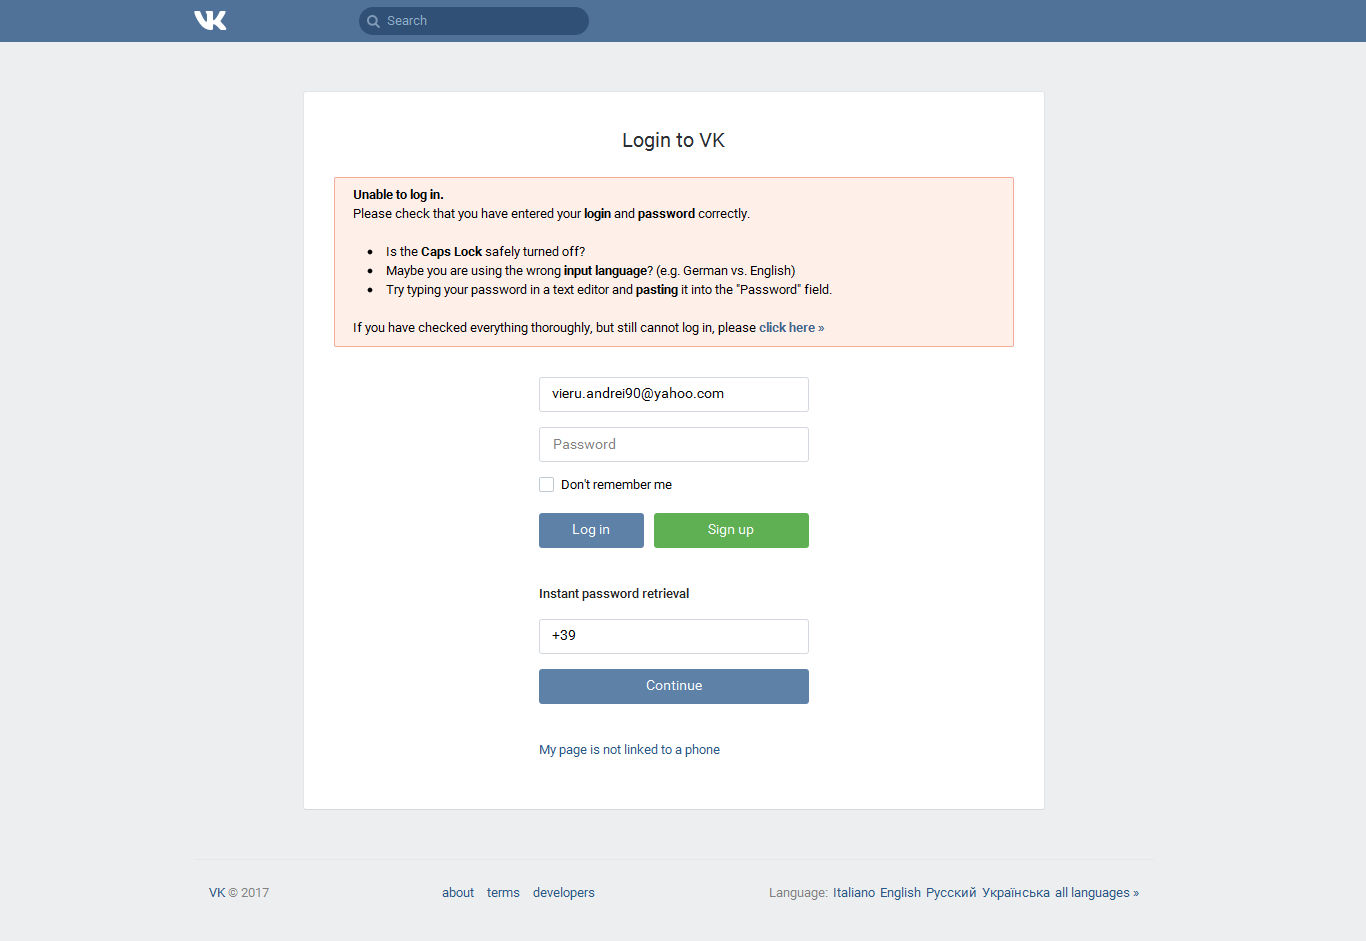 VK
Search
Login to VK
Unable to log in.
Please check that you have entered your login and password correctly.
• Is the Caps Lock safely turned off?
• Maybe you are using the wrong input language? (e.g. German vs. English)
• Try typing your password in a text editor and pasting it into the "Password" field.
If you have checked everything thoroughly, but still cannot log in, please click here »
vieru.andrei90@yahoo.com
Password
Don't remember me
Log in Sign up
Instant password retrieval
+39
Continue
My page is not linked to a phone
VK © 2017 about terms developers Language: Italiano English Русский Українська all languages »